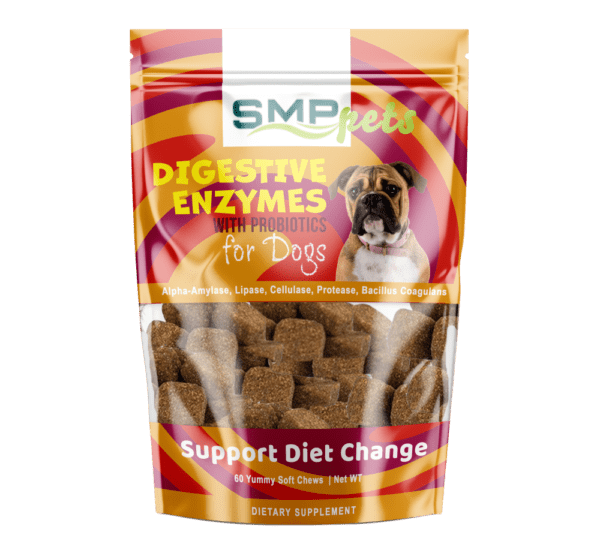 SMP
pets
DIGESTIVE
ENZYMES
WITH PROBIOTICS
for Dogs
Alpha-Amylase, Lipase, Cellulase, Protease, Bacillus Coagulans
Support Diet Change
60 Yummy Soft Chews | Net WT
DIETARY SUPPLEMENT